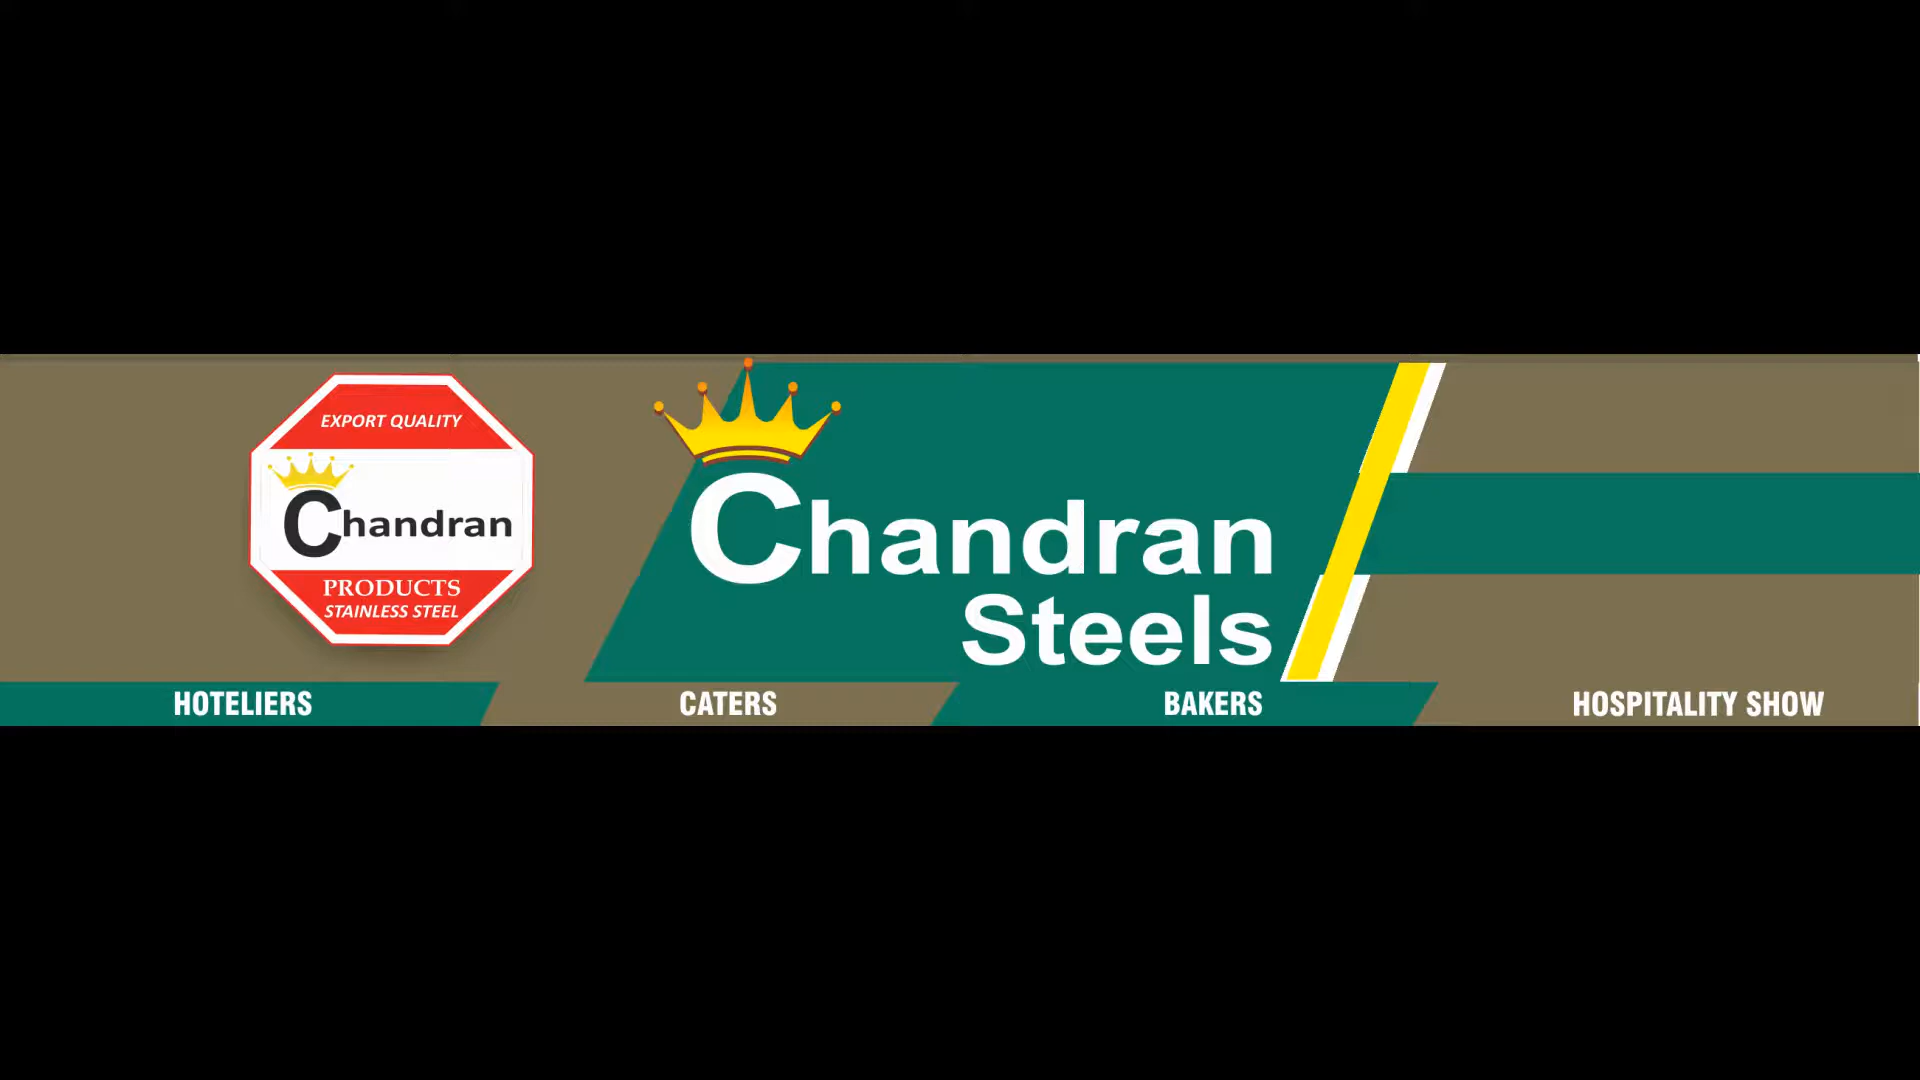 EXPORT QUALITY
Chandran
PRODUCTS
STAINLESS STEEL
Chandran
Steels
HOTELIERS
CATERS
BAKERS
HOSPITALITY SHOW